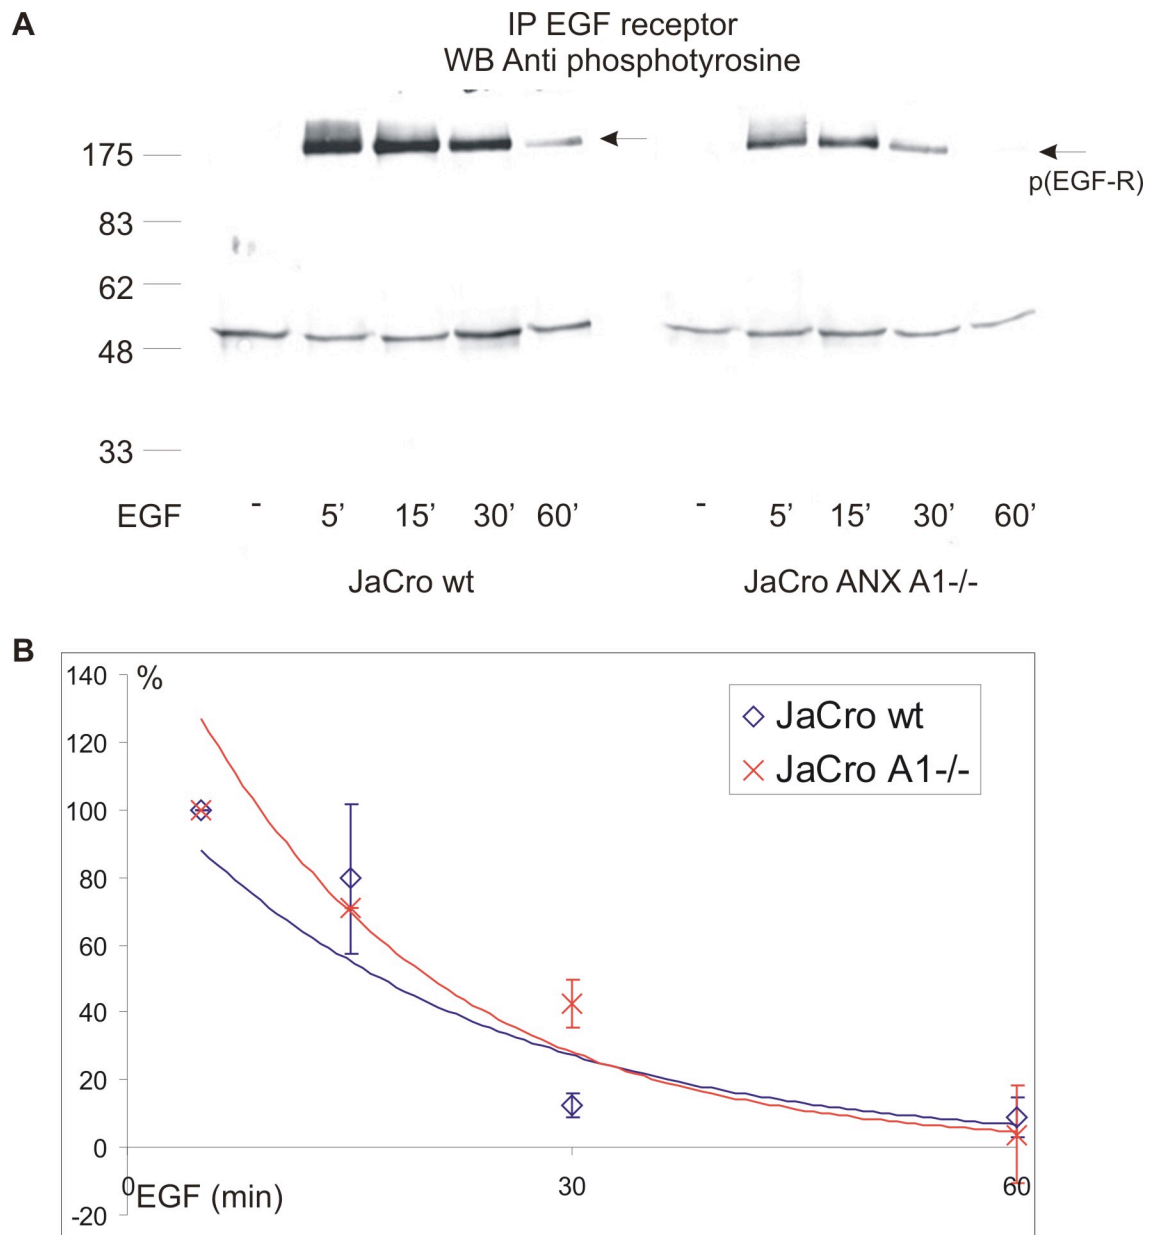 A
IP EGF receptor
WB Anti phosphotyrosine
175
83
62
48
33
p(EGF-R)
EGF - 5’ 15’ 30’ 60’ - 5’ 15’ 30’ 60’
JaCro wt JaCro ANX A1-/-
B
140 %
120
100
80
60
40
20
0
-20
JaCro wt
JaCro A1-/-
0 30 60
EGF (min)